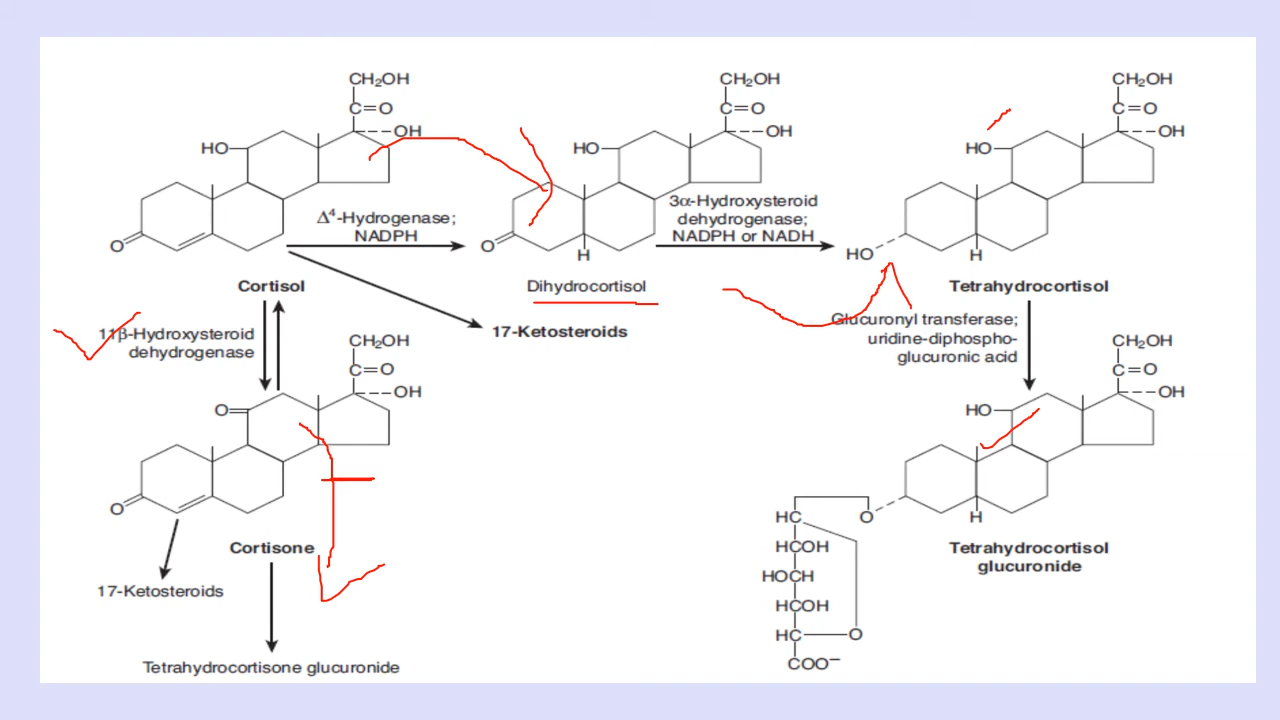 CH₂OH
C=O
OH
HO
O
Cortisol
Δ⁴-Hydrogenase;
NADPH
CH₂OH
C=O
OH
HO
O
H
Dihydrocortisol
3α-Hydroxysteroid
dehydrogenase;
NADPH or NADH
CH₂OH
C=O
OH
HO
HO
H
Tetrahydrocortisol
17-Ketosteroids
11β-Hydroxysteroid
dehydrogenase
Glucuronyl transferase;
uridine-diphospho-
glucuronic acid
CH₂OH
C=O
OH
O
O
Cortisone
17-Ketosteroids
Tetrahydrocortisone glucuronide
CH₂OH
C=O
OH
HO
H
O
HC
HCOH
HOCH
HCOH
HC
O
COO⁻
Tetrahydrocortisol
glucuronide